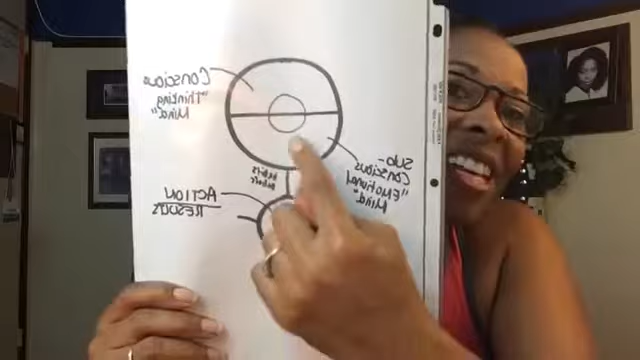 Conscious
"Thinking
Mind"
Sub-
Conscious
"Emotional
Mind"
ACTION
RESULTS